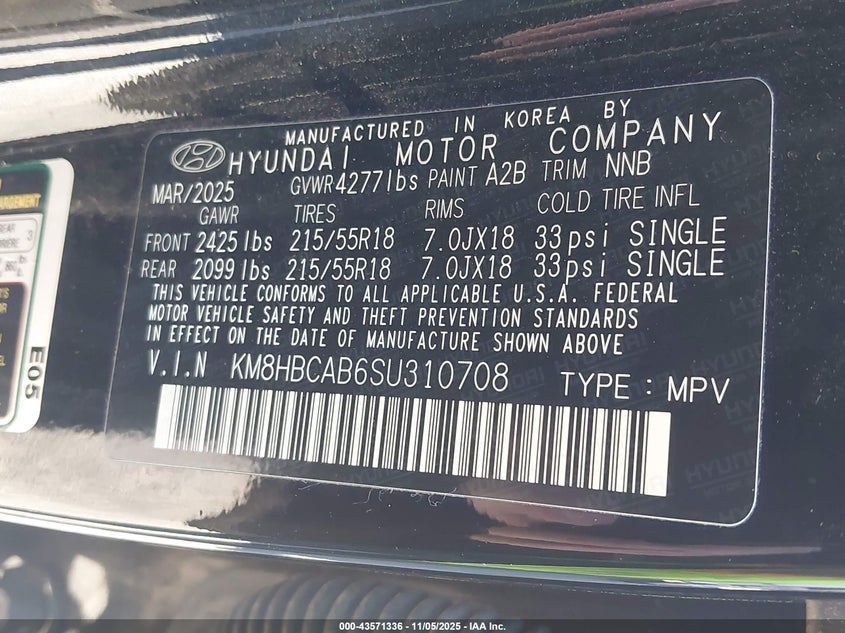 MANUFACTURED IN KOREA BY
HYUNDAI MOTOR COMPANY
MAR/2025 GVWR 4277lbs PAINT A2B TRIM NNB
GAWR TIRES RIMS COLD TIRE INFL
FRONT 2425lbs 215/55R18 7.0JX18 33psi SINGLE
REAR 2099lbs 215/55R18 7.0JX18 33psi SINGLE
THIS VEHICLE CONFORMS TO ALL APPLICABLE U.S.A. FEDERAL
MOTOR VEHICLE SAFETY AND THEFT PREVENTION STANDARDS
IN EFFECT ON THE DATE OF MANUFACTURE SHOWN ABOVE
V.I.N KM8HBCAB6SU310708 TYPE : MPV
E05
000-43571336 | 11/05/2025 - IAA Inc.